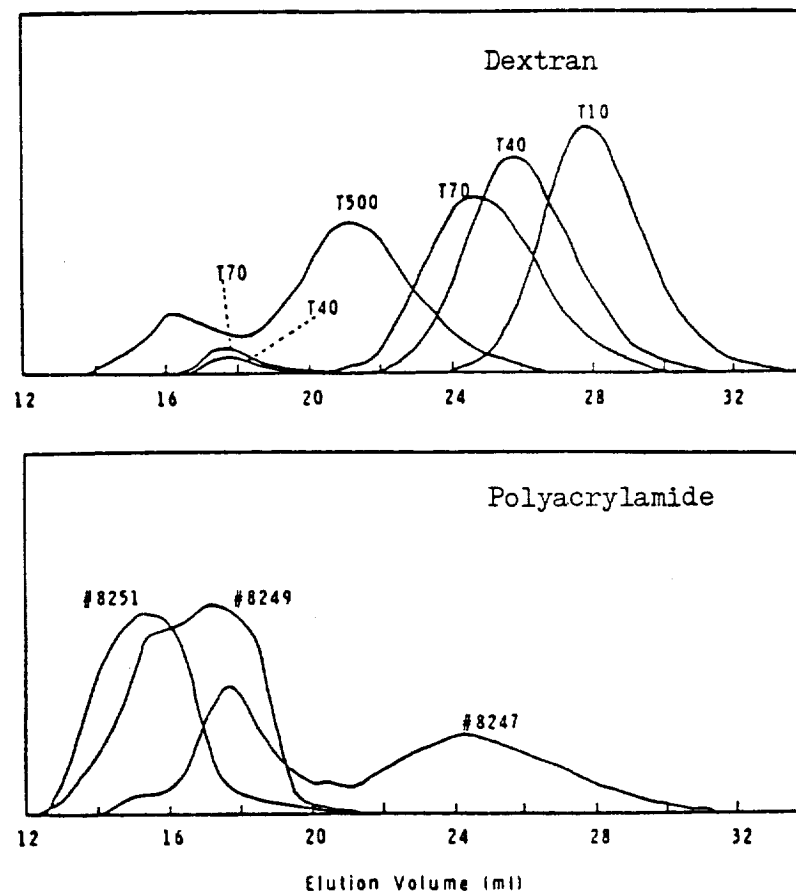 Dextran
T10
T40
T70
T500
T70
T40
12 16 20 24 28 32
Polyacrylamide
#8251
#8249
#8247
12 16 20 24 28 32
Elution Volume (ml)